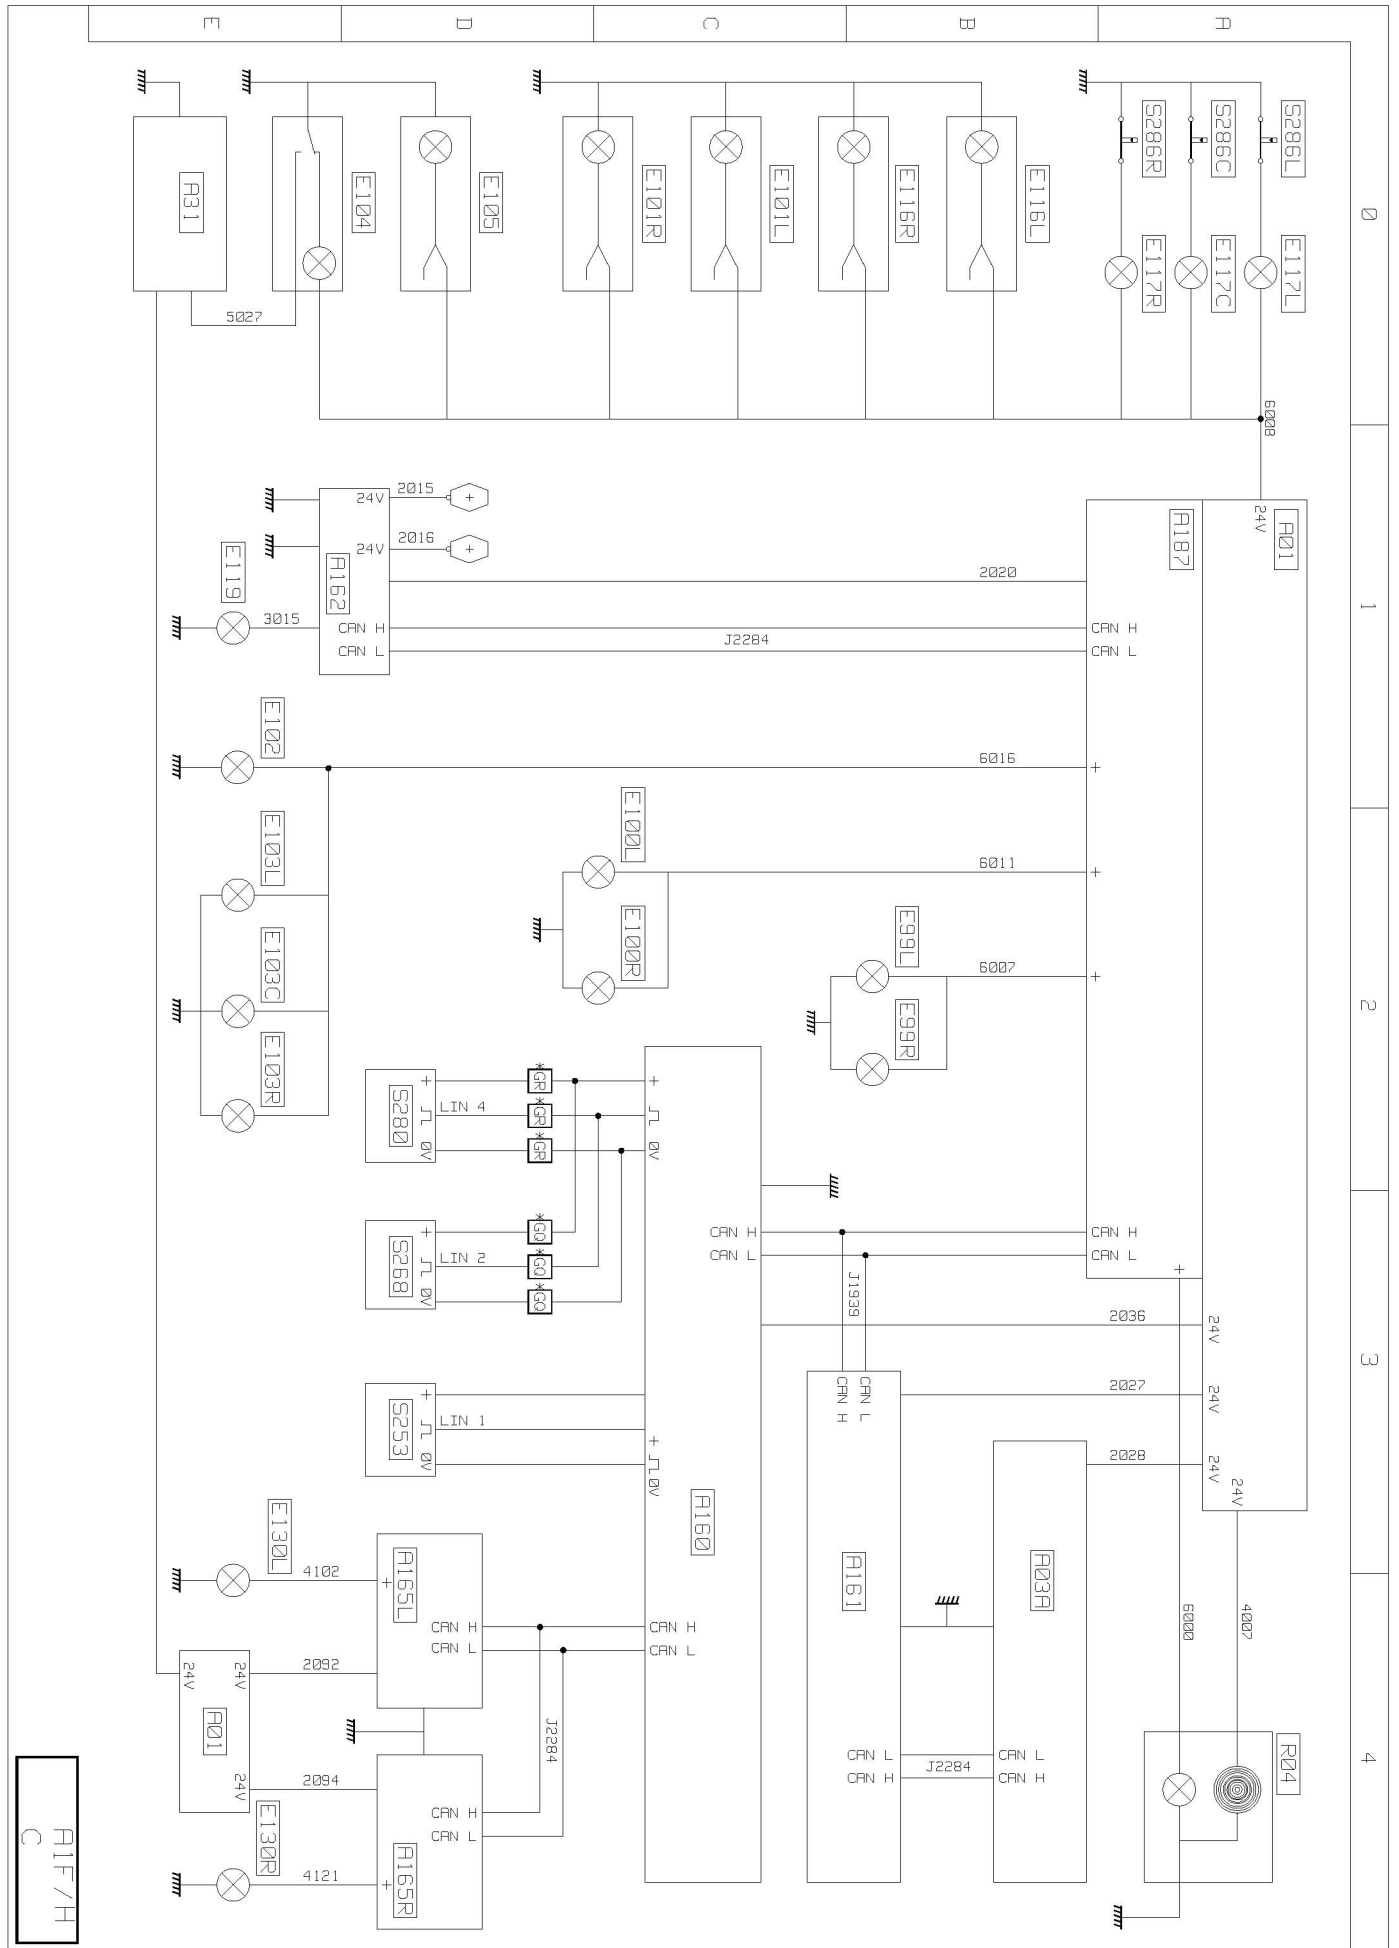 E
D
C
B
A
0
1
2
3
4
S286L
S286C
S286R
E117L
E117C
E117R
E116L
E116R
E101L
E101R
E105
E104
A31
5027
6008
24V
A01
A187
2015
24V
2016
24V
A162
E119
3015
2020
CAN H
CAN L
J2284
CAN H
CAN L
E102
6016
+
E103L
E103C
E103R
E100L
E100R
6011
+
E99L
E99R
6007
+
S280
+
0V
LIN 4
*GR
*GR
*GR
+
0V
S268
+
0V
LIN 2
*GQ
*GQ
*GQ
CAN H
CAN L
J1939
CAN H
CAN L
+
2036
24V
2027
24V
2028
24V
24V
CAN L
CAN H
S253
+
0V
LIN 1
+
0V
A160
A161
A03A
E130L
4102
+
A165L
CAN H
CAN L
CAN H
CAN L
J2284
6000
4007
R04
24V
24V
2092
A01
24V
2094
CAN L
CAN H
J2284
CAN L
CAN H
E130R
4121
+
CAN H
CAN L
A165R
A1F/H
C